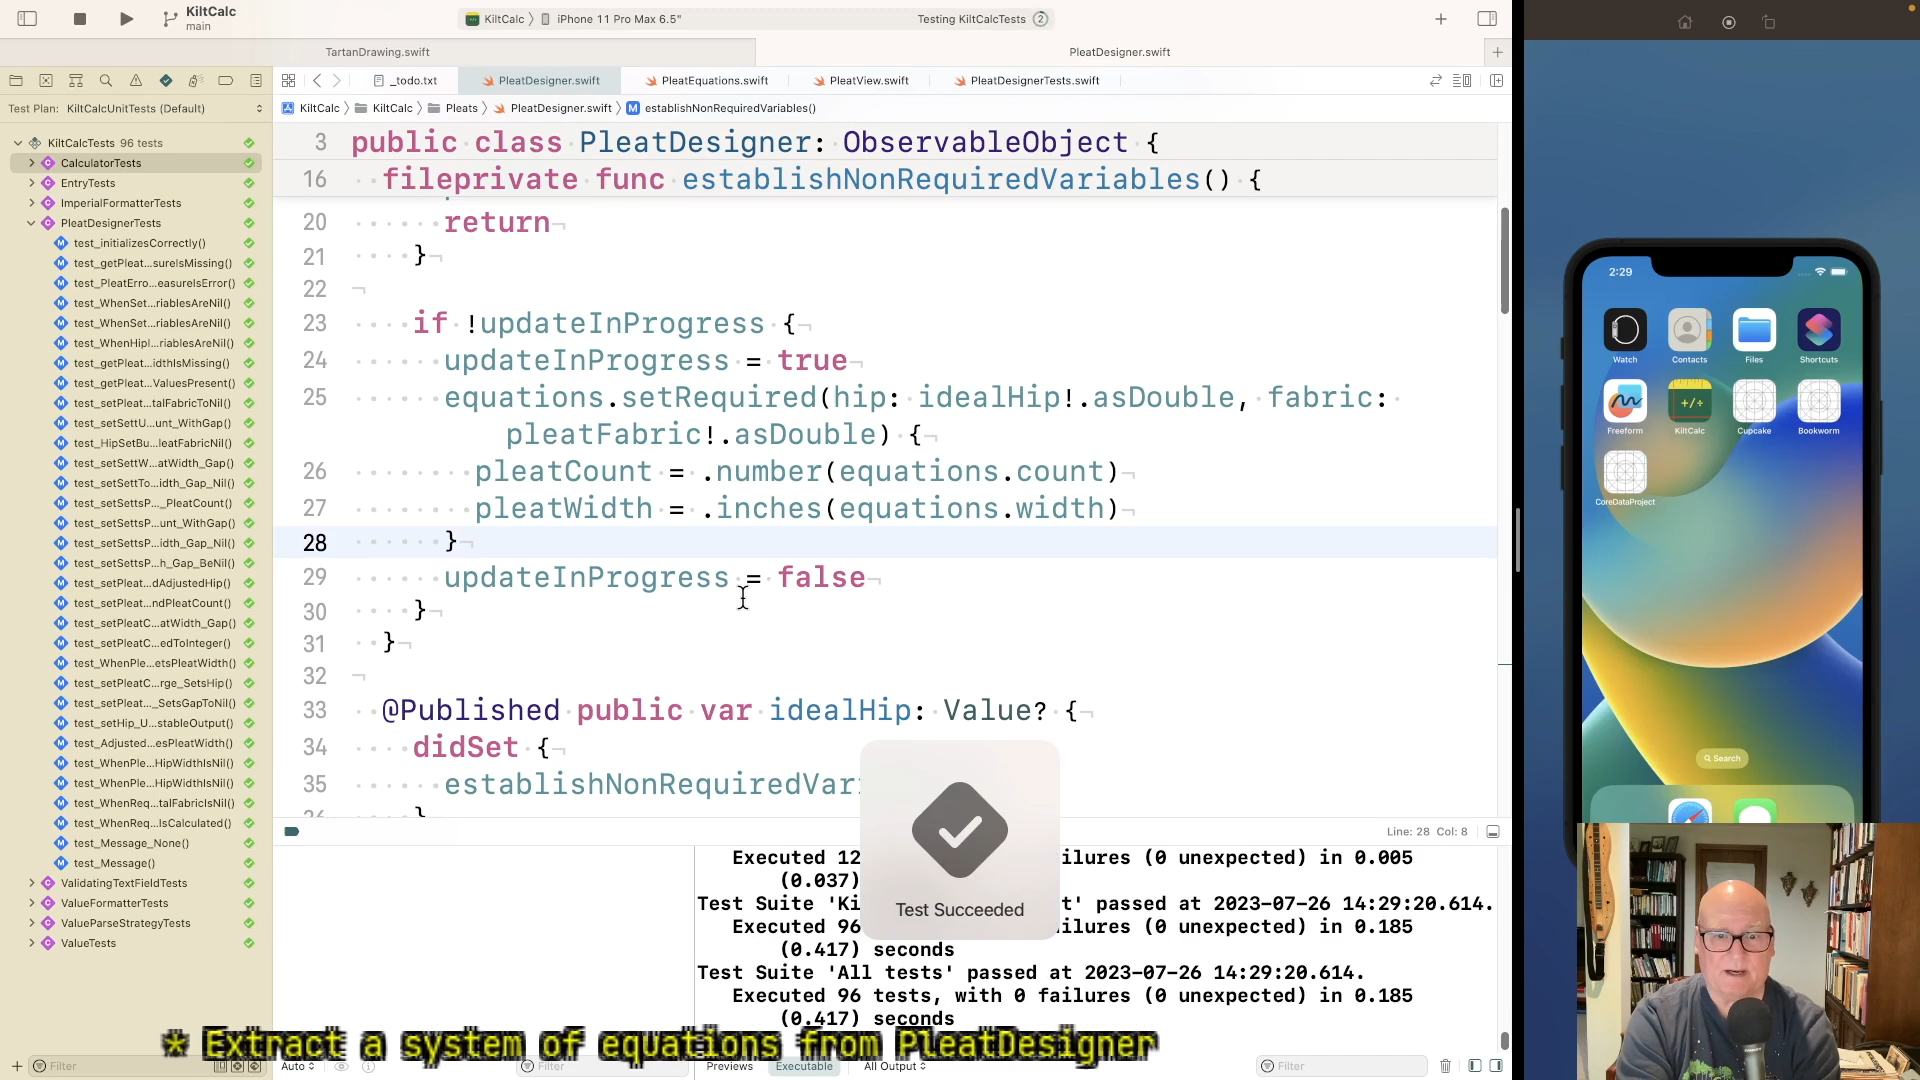 KiltCalc
main
KiltCalc
iPhone 11 Pro Max 6.5"
Testing KiltCalcTests
2
TartanDrawing.swift
PleatDesigner.swift
_todo.txt
PleatDesigner.swift
PleatEquations.swift
PleatView.swift
PleatDesignerTests.swift
Test Plan: KiltCalcUnitTests (Default)
KiltCalc
KiltCalc
Pleats
PleatDesigner.swift
M establishNonRequiredVariables()
KiltCalcTests 96 tests
C CalculatorTests
C EntryTests
C ImperialFormatterTests
C PleatDesignerTests
M test_initializesCorrectly()
M test_getPleat...sureIsMissing()
M test_PleatErro...easureIsError()
M test_WhenSet...riablesAreNil()
M test_WhenSet...riablesAreNil()
M test_WhenHipI...riablesAreNil()
M test_getPleat...idthIsMissing()
M test_getPleat...ValuesPresent()
M test_setPleat...talFabricToNil()
M test_setSettU...unt_WithGap()
M test_HipSetBu...leatFabricNil()
M test_setSettW...atWidth_Gap()
M test_setSettTo...idth_Gap_Nil()
M test_setSettsP..._PleatCount()
M test_setSettsP...unt_WithGap()
M test_setSettsP...idth_Gap_Nil()
M test_setSettsP...h_Gap_BeNil()
M test_setPleat...dAdjustedHip()
M test_setPleat...ndPleatCount()
M test_setPleatC...atWidth_Gap()
M test_setPleatC...edToInteger()
M test_WhenPle...etsPleatWidth()
M test_setPleatC...rge_SetsHip()
M test_setPleat..._SetsGapToNil()
M test_setHip_U...stableOutput()
M test_Adjusted...esPleatWidth()
M test_WhenPle...HipWidthIsNil()
M test_WhenPle...HipWidthIsNil()
M test_WhenReq...talFabricIsNil()
M test_WhenReq...IsCalculated()
M test_Message_None()
M test_Message()
C ValidatingTextFieldTests
C ValueFormatterTests
C ValueParseStrategyTests
C ValueTests
Filter
3 public class PleatDesigner: ObservableObject {
16 fileprivate func establishNonRequiredVariables() {
20 return
21 }
22
23 if !updateInProgress {
24 updateInProgress = true
25 equations.setRequired(hip: idealHip!.asDouble, fabric:
pleatFabric!.asDouble) {
26 pleatCount = .number(equations.count)
27 pleatWidth = .inches(equations.width)
28 }
29 updateInProgress = false
30 }
31 }
32
33 @Published public var idealHip: Value? {
34 didSet {
35 establishNonRequiredVari
Line: 28 Col: 8
Executed 12 ilures (0 unexpected) in 0.005
(0.037)
Test Suite 'Ki t' passed at 2023-07-26 14:29:20.614.
Executed 96 ilures (0 unexpected) in 0.185
(0.417) seconds
Test Suite 'All tests' passed at 2023-07-26 14:29:20.614.
Executed 96 tests, with 0 failures (0 unexpected) in 0.185
(0.417) seconds
Test Succeeded
* Extract a system of equations from PleatDesigner
Auto
Filter
Previews
Executable
All Output
Filter
2:29
Watch
Contacts
Files
Shortcuts
+/÷
Freeform
KiltCalc
Cupcake
Bookworm
CoreDataProject
Search